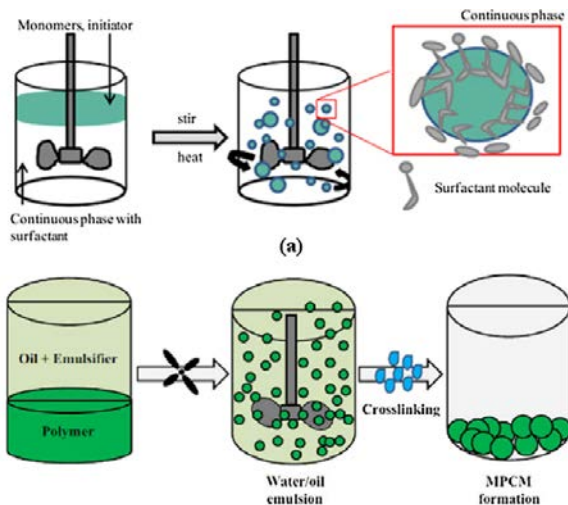 Monomers, initiator
stir
heat
Continuous phase with
surfactant
Continuous phase
Surfactant molecule
(a)
Oil + Emulsifier
Polymer
Water/oil
emulsion
Crosslinking
MPCM
formation